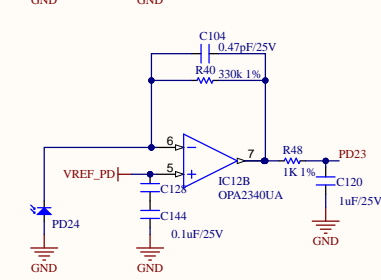 GND
GND
C104
0.47pF/25V
R40
330k 1%
6
7
5
VREF_PD
R48
PD23
1K 1%
IC12B
OPA2340UA
C128
C120
1uF/25V
PD24
C144
0.1uF/25V
GND
GND
GND